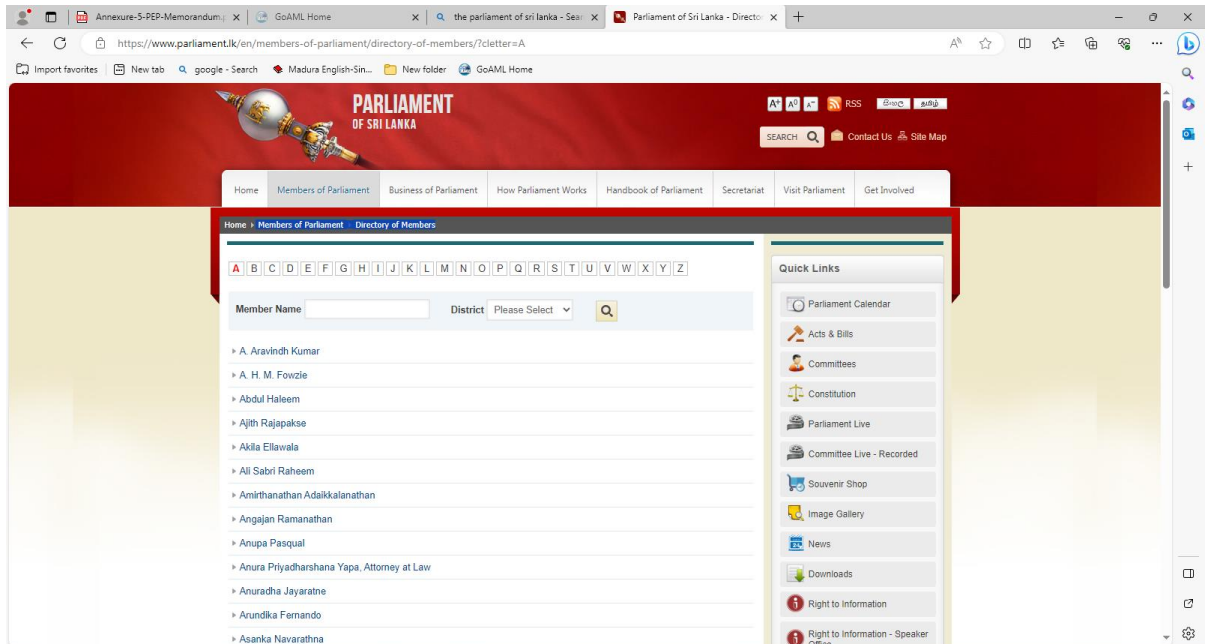 Annexure-5-PEP-Memorandum.p
GoAML Home
the parliament of sri lanka - Sear
Parliament of Sri Lanka - Director
https://www.parliament.lk/en/members-of-parliament/directory-of-members/?cletter=A
Import favorites
New tab
google - Search
Madura English-Sin...
New folder
GoAML Home
PARLIAMENT
OF SRI LANKA
A+ A0 A- RSS සිංහල தமிழ்
SEARCH Contact Us Site Map
Home Members of Parliament Business of Parliament How Parliament Works Handbook of Parliament Secretariat Visit Parliament Get Involved
Home Members of Parliament Directory of Members
A B C D E F G H I J K L M N O P Q R S T U V W X Y Z
Member Name District Please Select
A. Aravindh Kumar
A. H. M. Fowzie
Abdul Haleem
Ajith Rajapakse
Akila Ellawala
Ali Sabri Raheem
Amirthanathan Adaikkalanathan
Angajan Ramanathan
Anupa Pasqual
Anura Priyadharshana Yapa, Attorney at Law
Anuradha Jayaratne
Arundika Fernando
Asanka Navarathna
Quick Links
Parliament Calendar
Acts & Bills
Committees
Constitution
Parliament Live
Committee Live - Recorded
Souvenir Shop
Image Gallery
News
Downloads
Right to Information
Right to Information - Speaker
Office